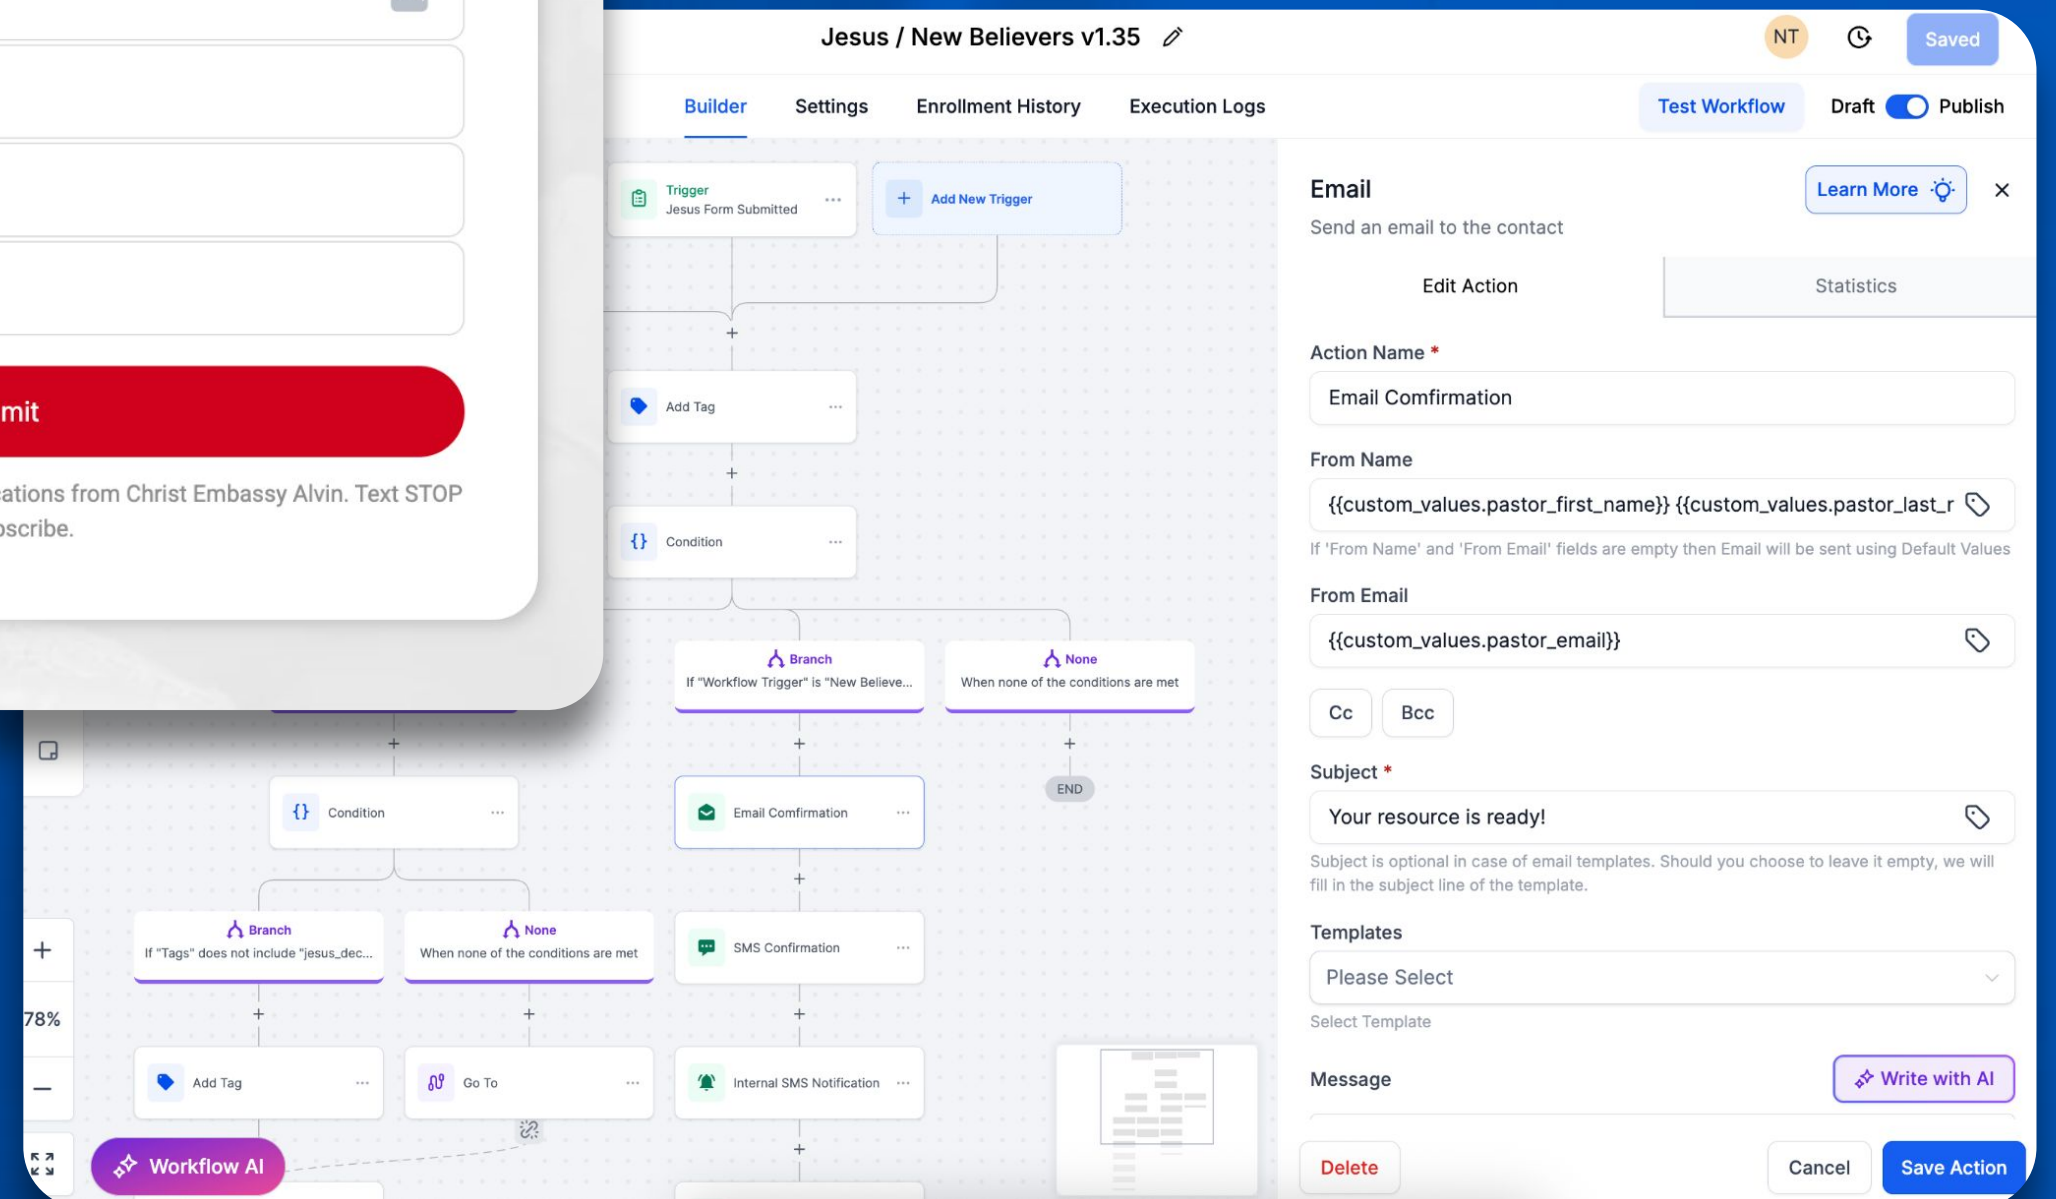 Jesus / New Believers v1.35
NT
Saved
Builder
Settings
Enrollment History
Execution Logs
Test Workflow
Draft
Publish
mit
ations from Christ Embassy Alvin. Text STOP
oscribe.
Trigger
Jesus Form Submitted
Add New Trigger
Add Tag
Condition
Branch
If "Workflow Trigger" is "New Believe...
None
When none of the conditions are met
Condition
Email Comfirmation
END
Branch
If "Tags" does not include "jesus_dec...
None
When none of the conditions are met
SMS Confirmation
Add Tag
Go To
Internal SMS Notification
78%
Workflow AI
Email
Learn More
Send an email to the contact
Edit Action
Statistics
Action Name *
Email Comfirmation
From Name
{{custom_values.pastor_first_name}} {{custom_values.pastor_last_r
If 'From Name' and 'From Email' fields are empty then Email will be sent using Default Values
From Email
{{custom_values.pastor_email}}
Cc
Bcc
Subject *
Your resource is ready!
Subject is optional in case of email templates. Should you choose to leave it empty, we will
fill in the subject line of the template.
Templates
Please Select
Select Template
Message
Write with AI
Delete
Cancel
Save Action